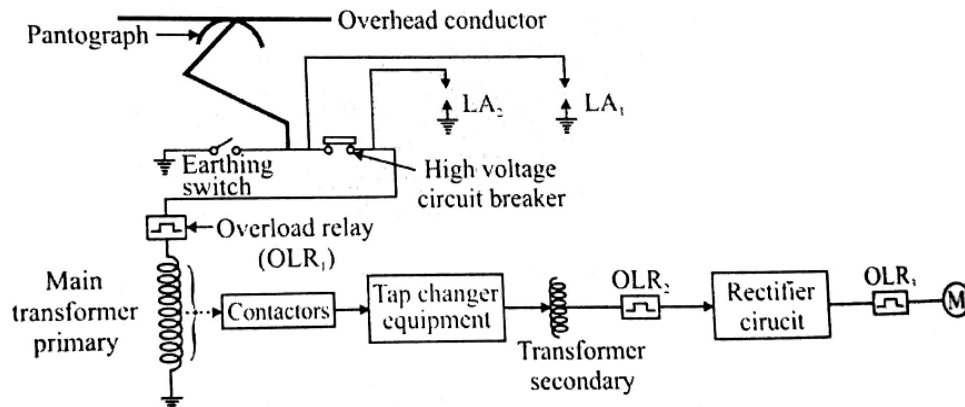 Overhead conductor
Pantograph
LA₂
LA₁
Earthing
switch
High voltage
circuit breaker
Overload relay
(OLR₁)
Main
transformer
primary
Contactors
Tap changer
equipment
Transformer
secondary
OLR₂
Rectifier
cirucit
OLR₃
M